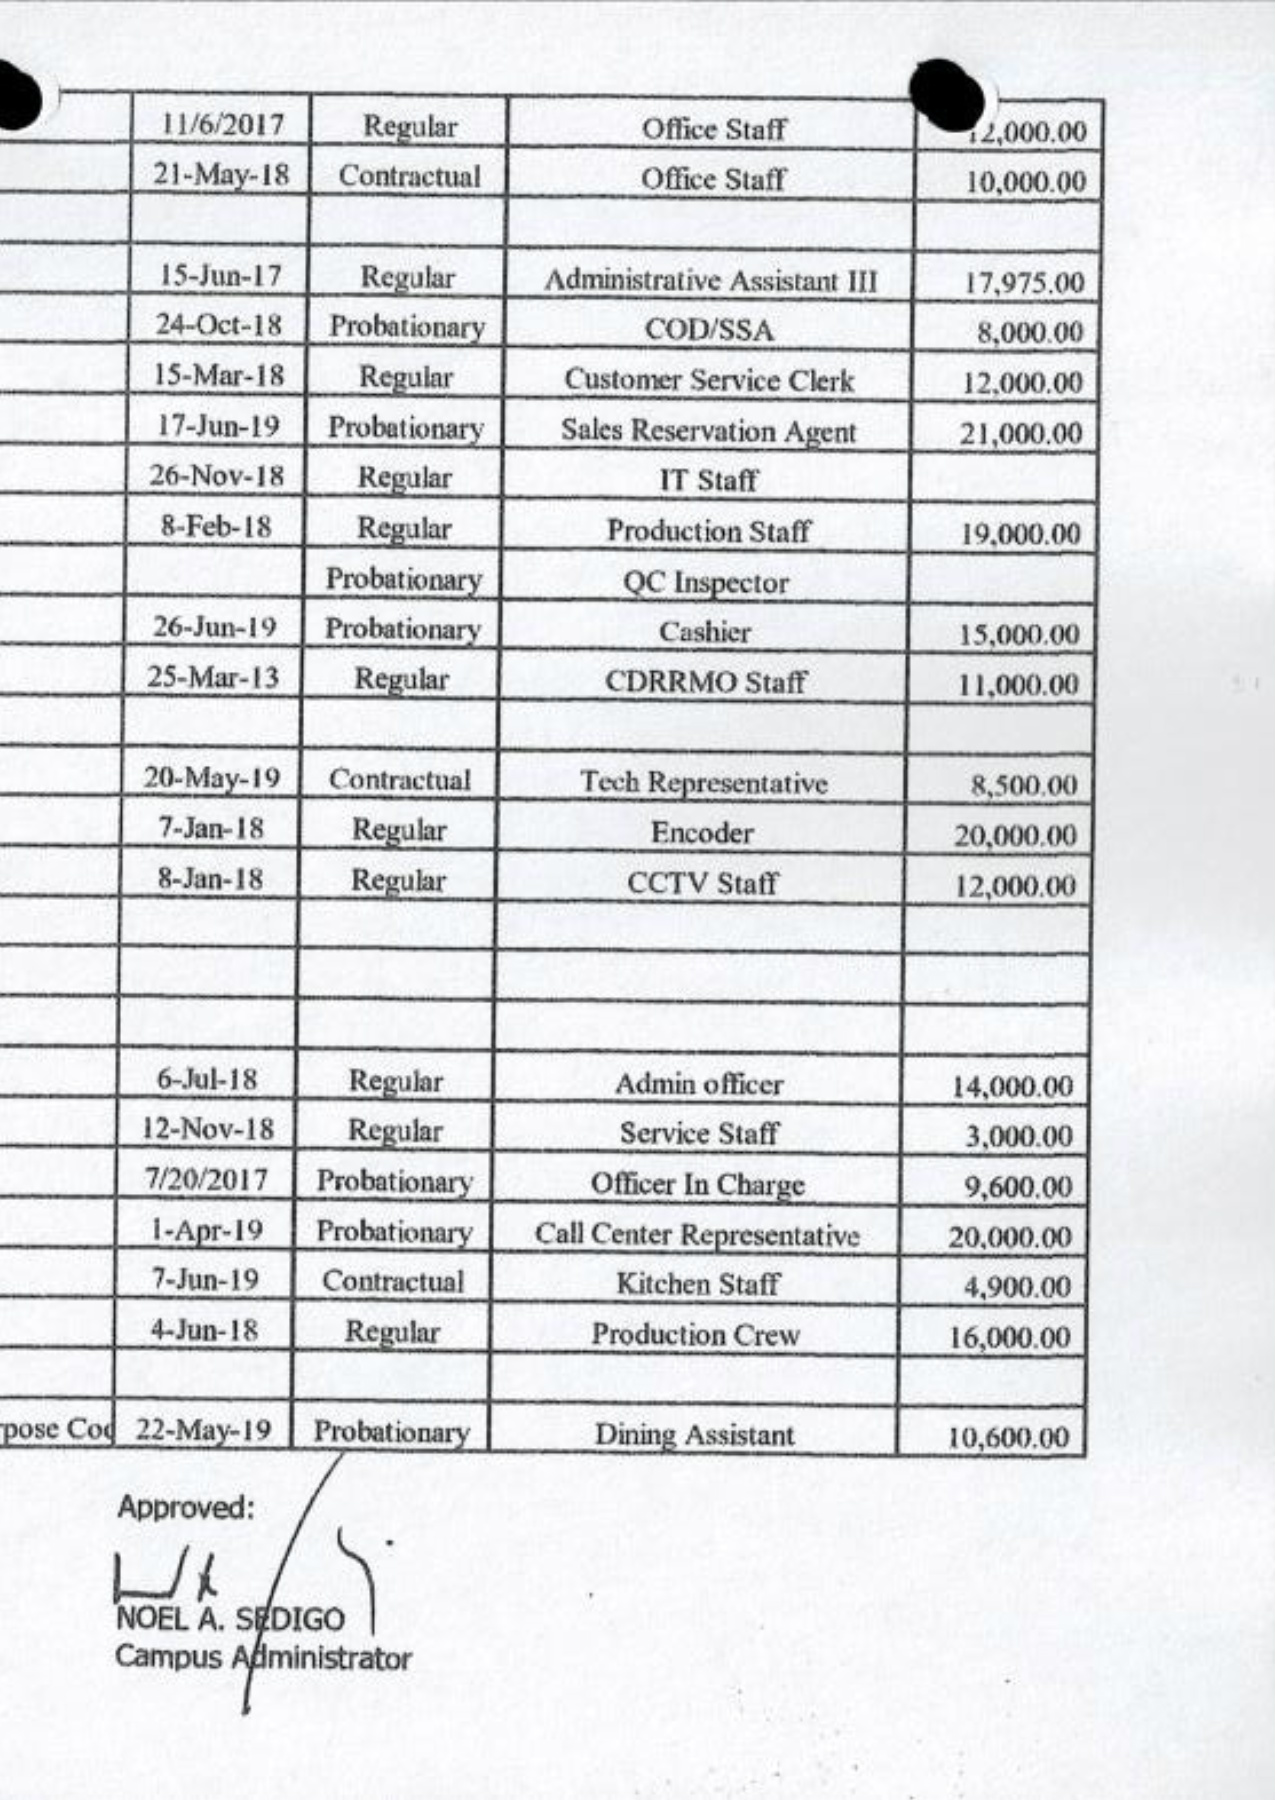 11/6/2017 Regular Office Staff 12,000.00
21-May-18 Contractual Office Staff 10,000.00
15-Jun-17 Regular Administrative Assistant III 17,975.00
24-Oct-18 Probationary COD/SSA 8,000.00
15-Mar-18 Regular Customer Service Clerk 12,000.00
17-Jun-19 Probationary Sales Reservation Agent 21,000.00
26-Nov-18 Regular IT Staff
8-Feb-18 Regular Production Staff 19,000.00
Probationary QC Inspector
26-Jun-19 Probationary Cashier 15,000.00
25-Mar-13 Regular CDRRMO Staff 11,000.00
20-May-19 Contractual Tech Representative 8,500.00
7-Jan-18 Regular Encoder 20,000.00
8-Jan-18 Regular CCTV Staff 12,000.00
6-Jul-18 Regular Admin officer 14,000.00
12-Nov-18 Regular Service Staff 3,000.00
7/20/2017 Probationary Officer In Charge 9,600.00
1-Apr-19 Probationary Call Center Representative 20,000.00
7-Jun-19 Contractual Kitchen Staff 4,900.00
4-Jun-18 Regular Production Crew 16,000.00
rpose Cod 22-May-19 Probationary Dining Assistant 10,600.00
Approved:
NOEL A. SEDIGO
Campus Administrator